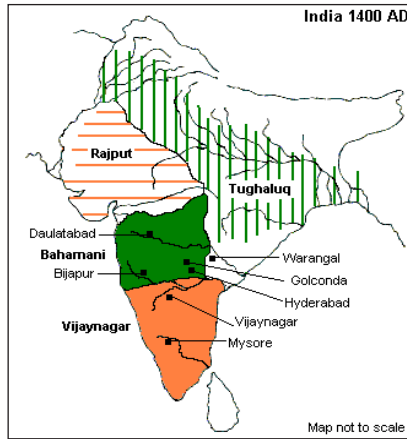 India 1400 AD
Rajput
Tughaluq
Daulatabad
Bahamani
Warangal
Bijapur
Golconda
Hyderabad
Vijaynagar
Vijaynagar
Mysore
Map not to scale